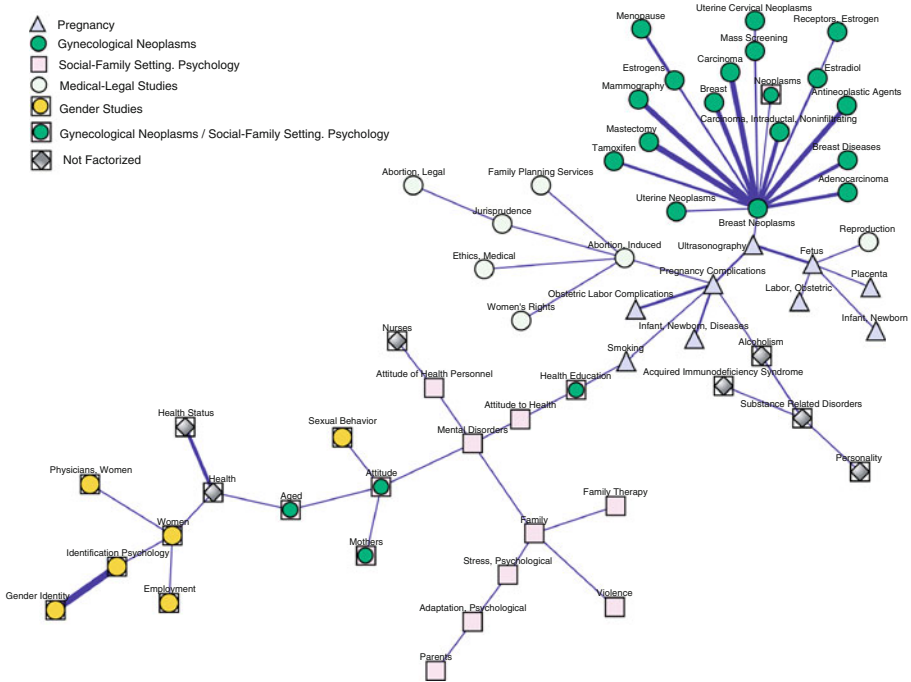 Pregnancy
Gynecological Neoplasms
Social-Family Setting. Psychology
Medical-Legal Studies
Gender Studies
Gynecological Neoplasms / Social-Family Setting. Psychology
Not Factorized
Uterine Cervical Neoplasms
Menopause
Receptors, Estrogen
Mass Screening
Carcinoma
Estrogens
Estradiol
Neoplasms
Mammography
Breast
Antineoplastic Agents
Carcinoma, Intraductal, Noninfiltrating
Mastectomy
Breast Diseases
Tamoxifen
Adenocarcinoma
Uterine Neoplasms
Breast Neoplasms
Abortion, Legal
Family Planning Services
Jurisprudence
Reproduction
Abortion, Induced
Ultrasonography
Fetus
Ethics, Medical
Pregnancy Complications
Placenta
Labor, Obstetric
Obstetric Labor Complications
Women's Rights
Infant, Newborn
Infant, Newborn, Diseases
Nurses
Alcoholism
Smoking
Attitude of Health Personnel
Health Education
Acquired Immunodeficiency Syndrome
Attitude to Health
Substance Related Disorders
Health Status
Sexual Behavior
Mental Disorders
Personality
Physicians, Women
Health
Attitude
Aged
Family Therapy
Women
Family
Mothers
Identification Psychology
Stress, Psychological
Employment
Gender Identity
Violence
Adaptation, Psychological
Parents